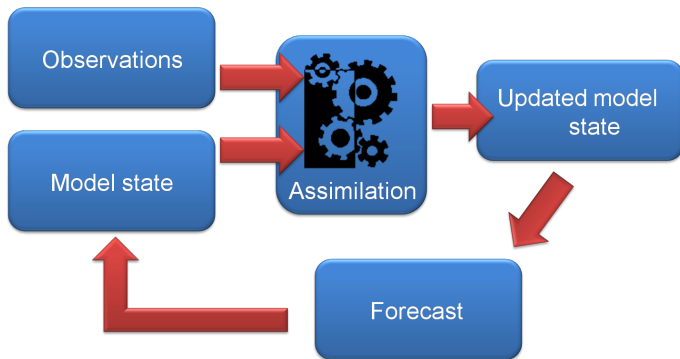 Observations
Model state
Assimilation
Updated model
state
Forecast